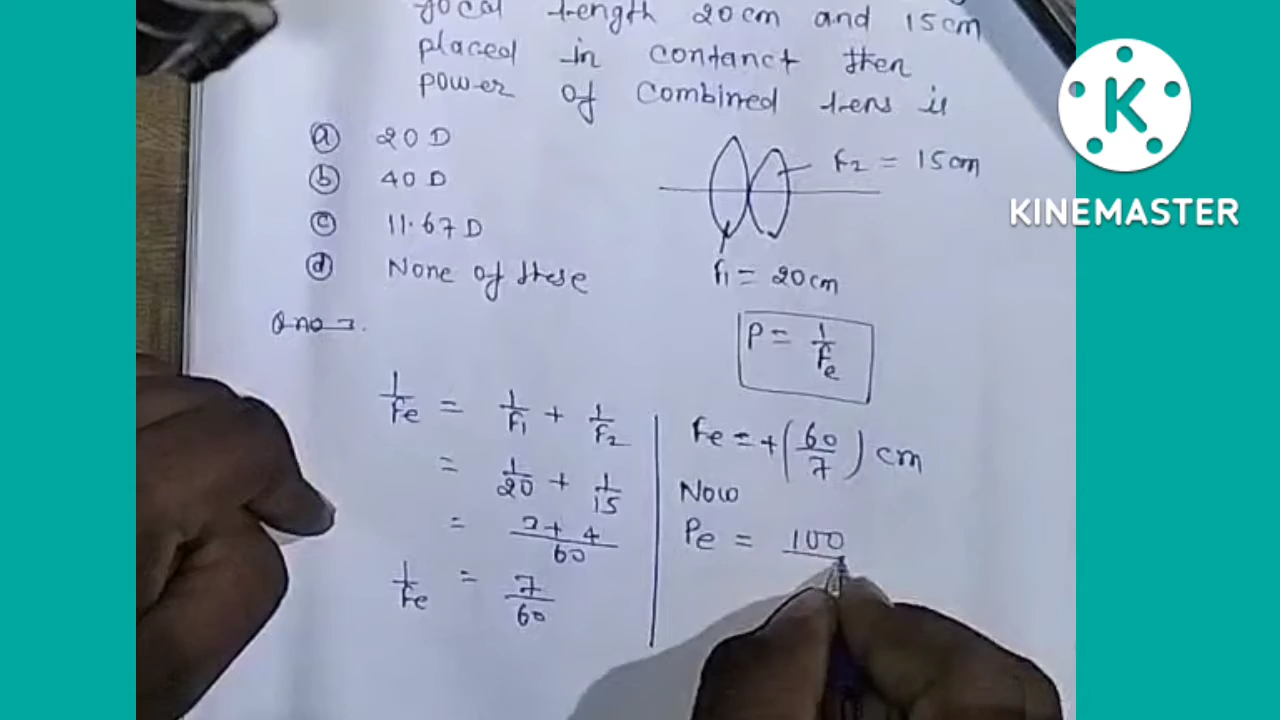 focal length 20cm and 15cm
placed in contanct then
power of combined lens is
(a) 20 D
(b) 40 D
(c) 11.67 D
(d) None of these
F2 = 15cm
F1 = 20cm
P = 1/Fe
1/Fe = 1/F1 + 1/F2
= 1/20 + 1/15
= 3+4/60
1/Fe = 7/60
Fe = +(60/7) cm
Now
Pe = 100
K
KINEMASTER